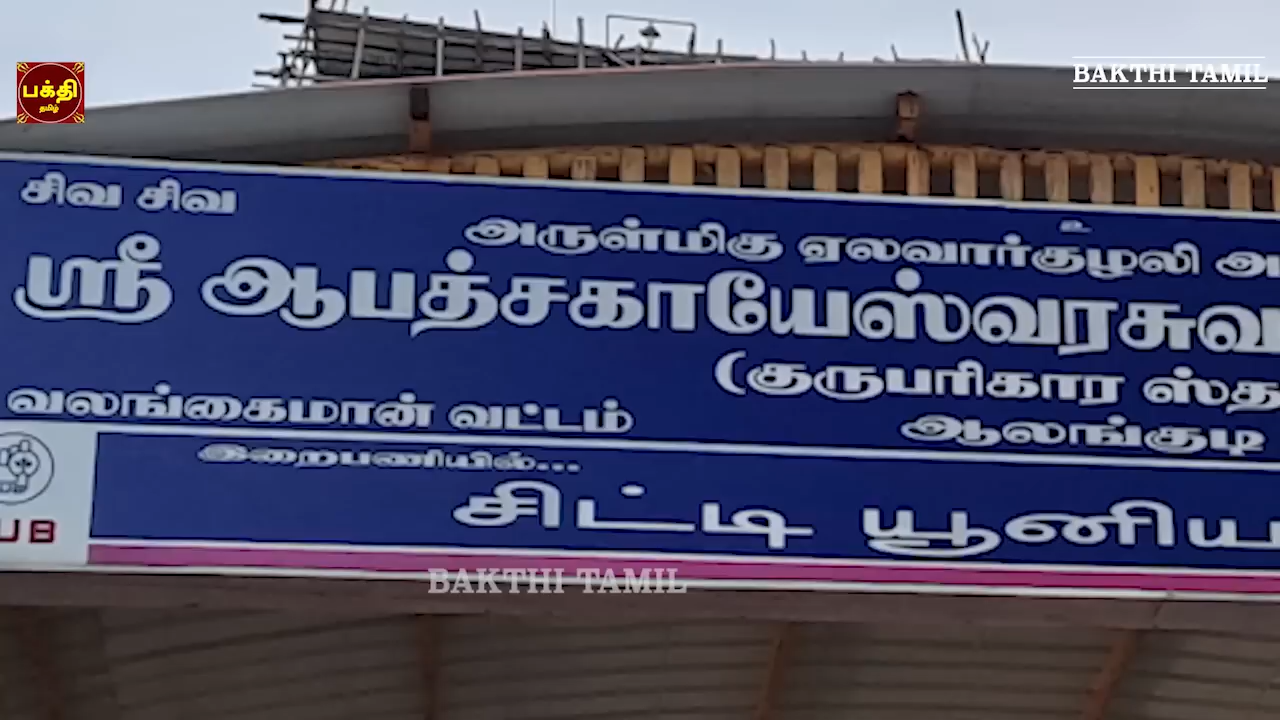 பக்தி
தமிழ்
BAKTHI TAMIL
உ
சிவ சிவ
அருள்மிகு ஏலவார்குழலி அ
ஸ்ரீ ஆபத்சகாயேஸ்வரசுவ
(குருபரிகார ஸ்த
வலங்கைமான் வட்டம்
ஆலங்குடி
இறைபணியில்...
சிட்டி யூனிய
UB
BAKTHI TAMIL